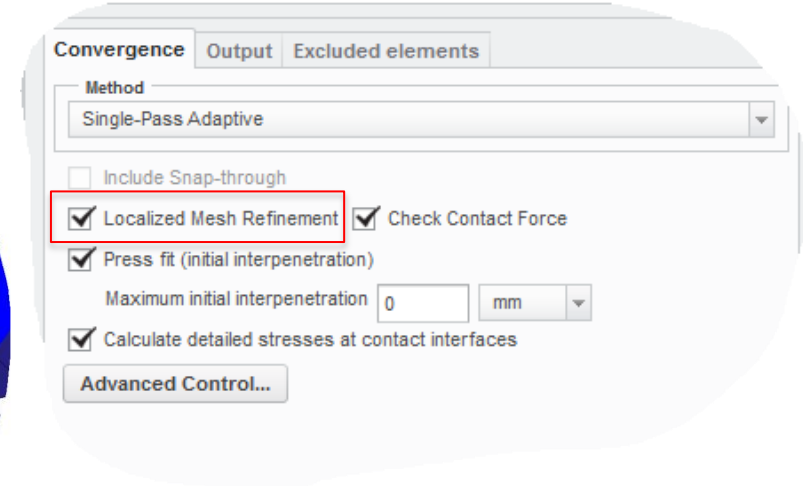 Convergence Output Excluded elements
Method
Single-Pass Adaptive
Include Snap-through
Localized Mesh Refinement Check Contact Force
Press fit (initial interpenetration)
Maximum initial interpenetration 0 mm
Calculate detailed stresses at contact interfaces
Advanced Control...